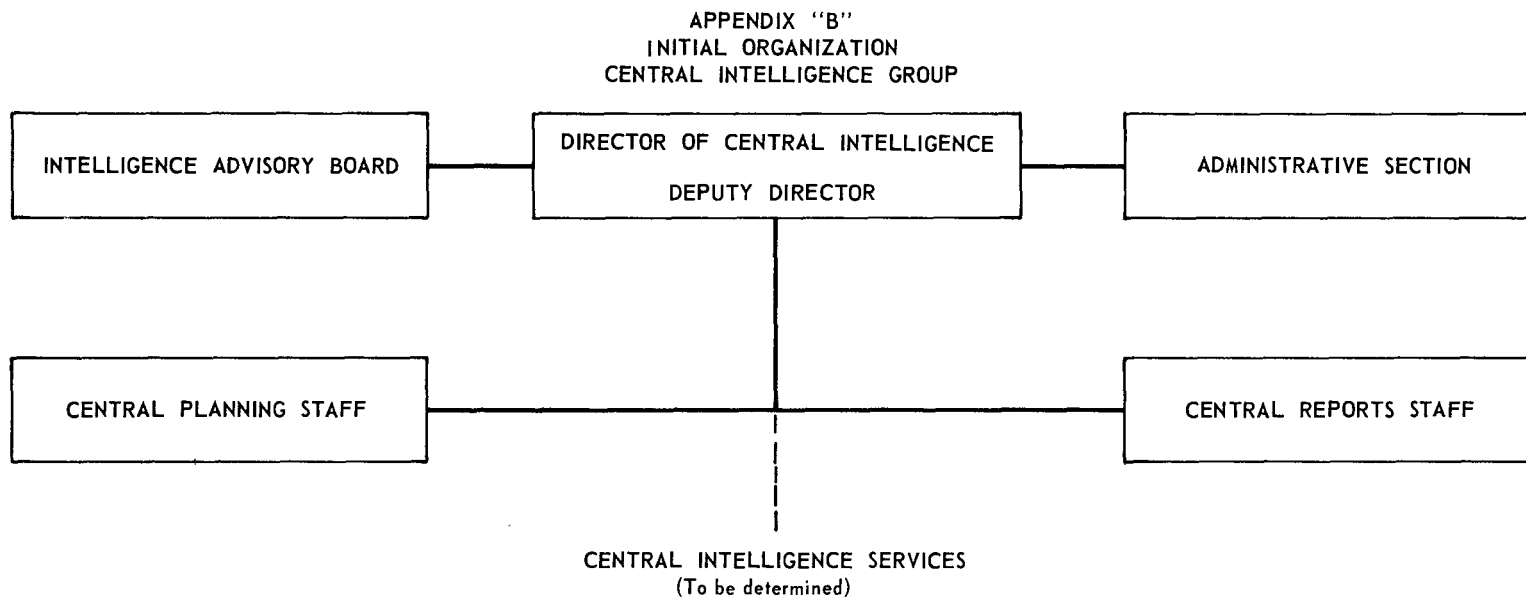 APPENDIX "B"
INITIAL ORGANIZATION
CENTRAL INTELLIGENCE GROUP
INTELLIGENCE ADVISORY BOARD
DIRECTOR OF CENTRAL INTELLIGENCE
DEPUTY DIRECTOR
ADMINISTRATIVE SECTION
CENTRAL PLANNING STAFF
CENTRAL REPORTS STAFF
CENTRAL INTELLIGENCE SERVICES
(To be determined)